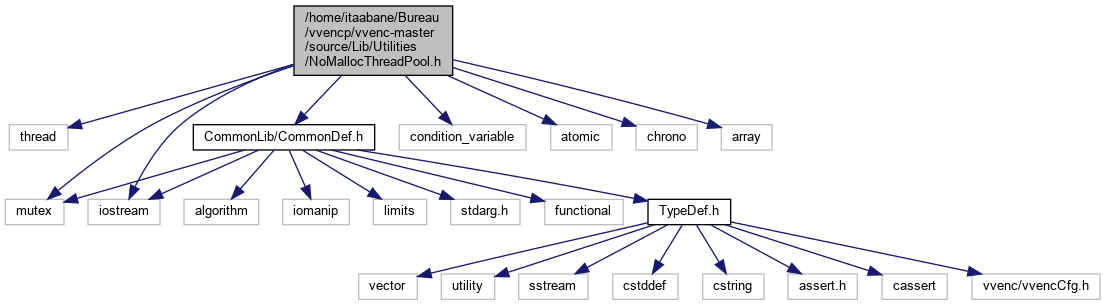 /home/itaabane/Bureau
/vvencp/vvenc-master
/source/Lib/Utilities
/NoMallocThreadPool.h
thread
CommonLib/CommonDef.h
condition_variable
atomic
chrono
array
mutex
iostream
algorithm
iomanip
limits
stdarg.h
functional
TypeDef.h
vector
utility
sstream
cstddef
cstring
assert.h
cassert
vvenc/vvencCfg.h